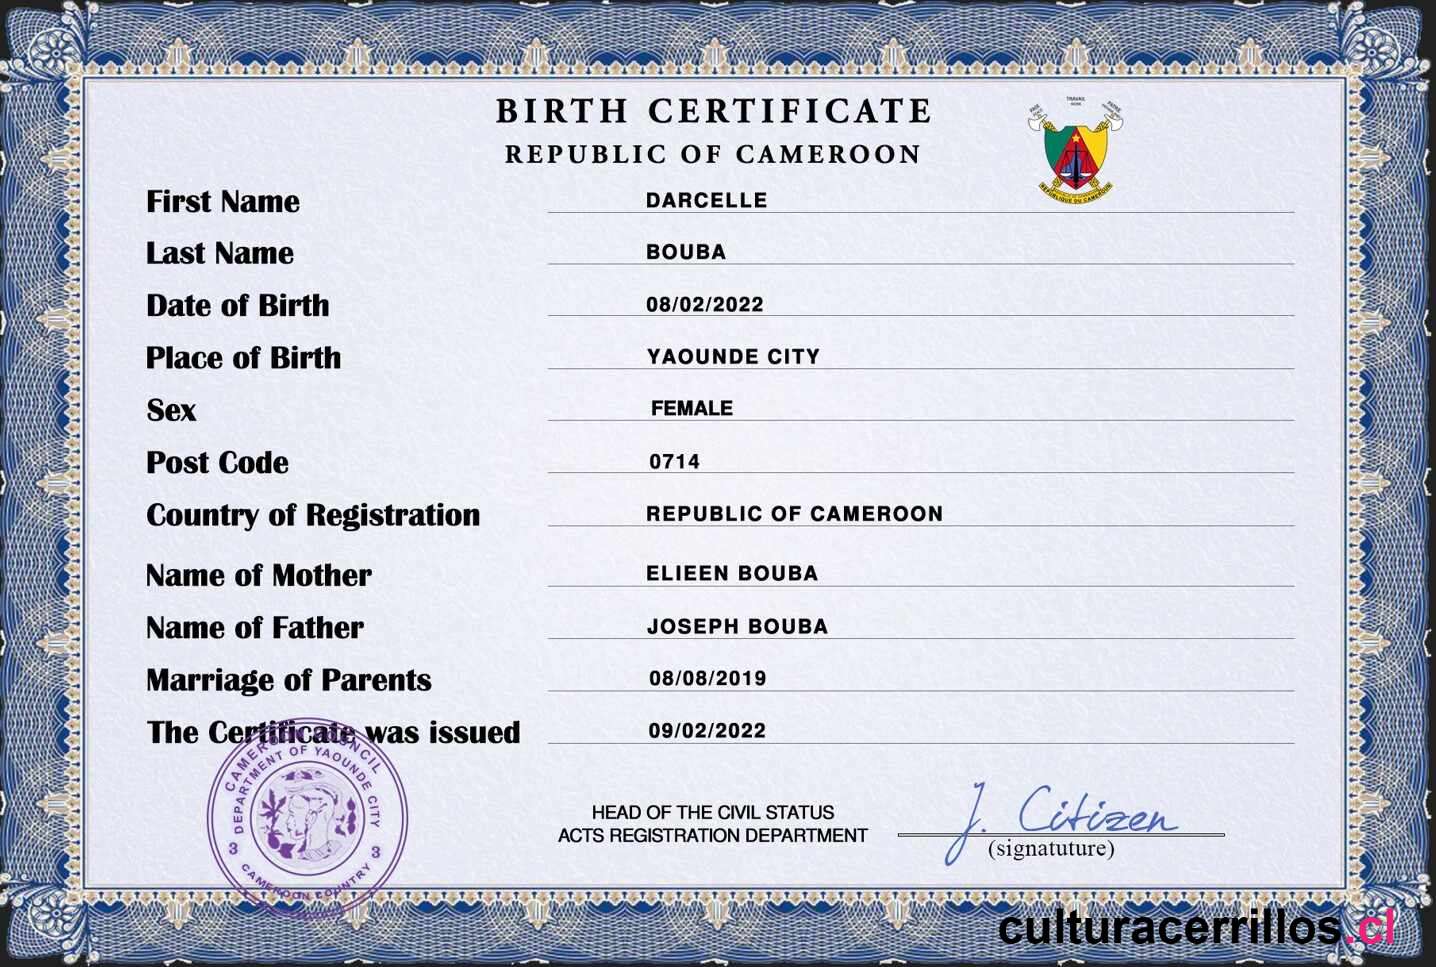 BIRTH CERTIFICATE
REPUBLIC OF CAMEROON
PAIX
TRAVAIL
WORK
PATRIE
REPUBLIQUE DU CAMEROON
First Name DARCELLE
Last Name BOUBA
Date of Birth 08/02/2022
Place of Birth YAOUNDE CITY
Sex FEMALE
Post Code 0714
Country of Registration REPUBLIC OF CAMEROON
Name of Mother ELIEEN BOUBA
Name of Father JOSEPH BOUBA
Marriage of Parents 08/08/2019
The Certificate was issued 09/02/2022
CAMEROON COUNCIL
DEPARTMENT OF YAOUNDE CITY
3 3
CAMEROON COUNTRY
HEAD OF THE CIVIL STATUS
ACTS REGISTRATION DEPARTMENT
J. Citizen
(signatuture)
culturacerrillos.cl